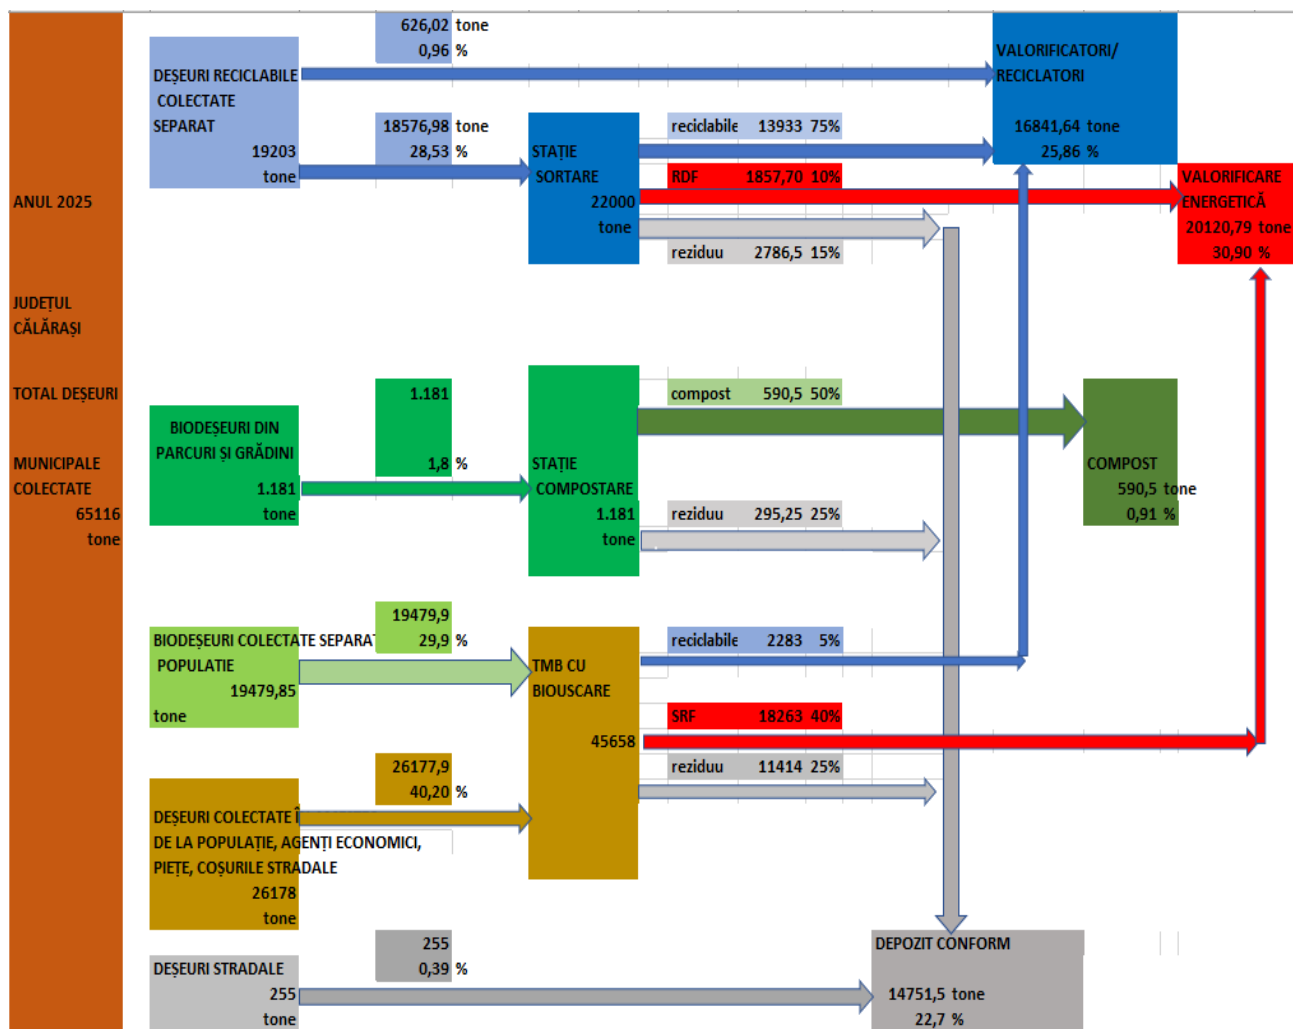 ANUL 2025
JUDEȚUL
CĂLĂRAȘI
TOTAL DEȘEURI
MUNICIPALE
COLECTATE
65116
tone
DEȘEURI RECICLABILE
COLECTATE
SEPARAT
19203
tone
626,02 tone
0,96 %
18576,98 tone
28,53 %
STAȚIE
SORTARE
22000
tone
reciclabile 13933 75%
RDF 1857,70 10%
reziduu 2786,5 15%
VALORIFICATORI/
RECICLATORI
16841,64 tone
25,86 %
VALORIFICARE
ENERGETICĂ
20120,79 tone
30,90 %
BIODEȘEURI DIN
PARCURI ȘI GRĂDINI
1.181
tone
1.181
1,8 %
STAȚIE
COMPOSTARE
1.181
tone
compost 590,5 50%
reziduu 295,25 25%
COMPOST
590,5 tone
0,91 %
BIODEȘEURI COLECTATE SEPARAT
POPULATIE
19479,85
tone
19479,9
29,9 %
TMB CU
BIOUSCARE
45658
reciclabile 2283 5%
SRF 18263 40%
reziduu 11414 25%
26177,9
40,20 %
DEȘEURI COLECTATE
DE LA POPULAȚIE, AGENȚI ECONOMICI,
PIEȚE, COȘURILE STRADALE
26178
tone
DEȘEURI STRADALE
255
tone
255
0,39 %
DEPOZIT CONFORM
14751,5 tone
22,7 %